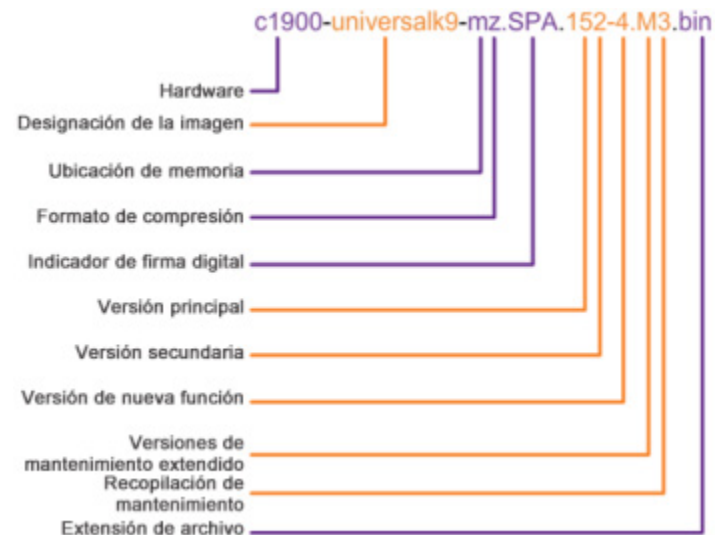 c1900-universalk9-mz.SPA.152-4.M3.bin
Hardware
Designación de la imagen
Ubicación de memoria
Formato de compresión
Indicador de firma digital
Versión principal
Versión secundaria
Versión de nueva función
Versiones de
mantenimiento extendido
Recopilación de
mantenimiento
Extensión de archivo